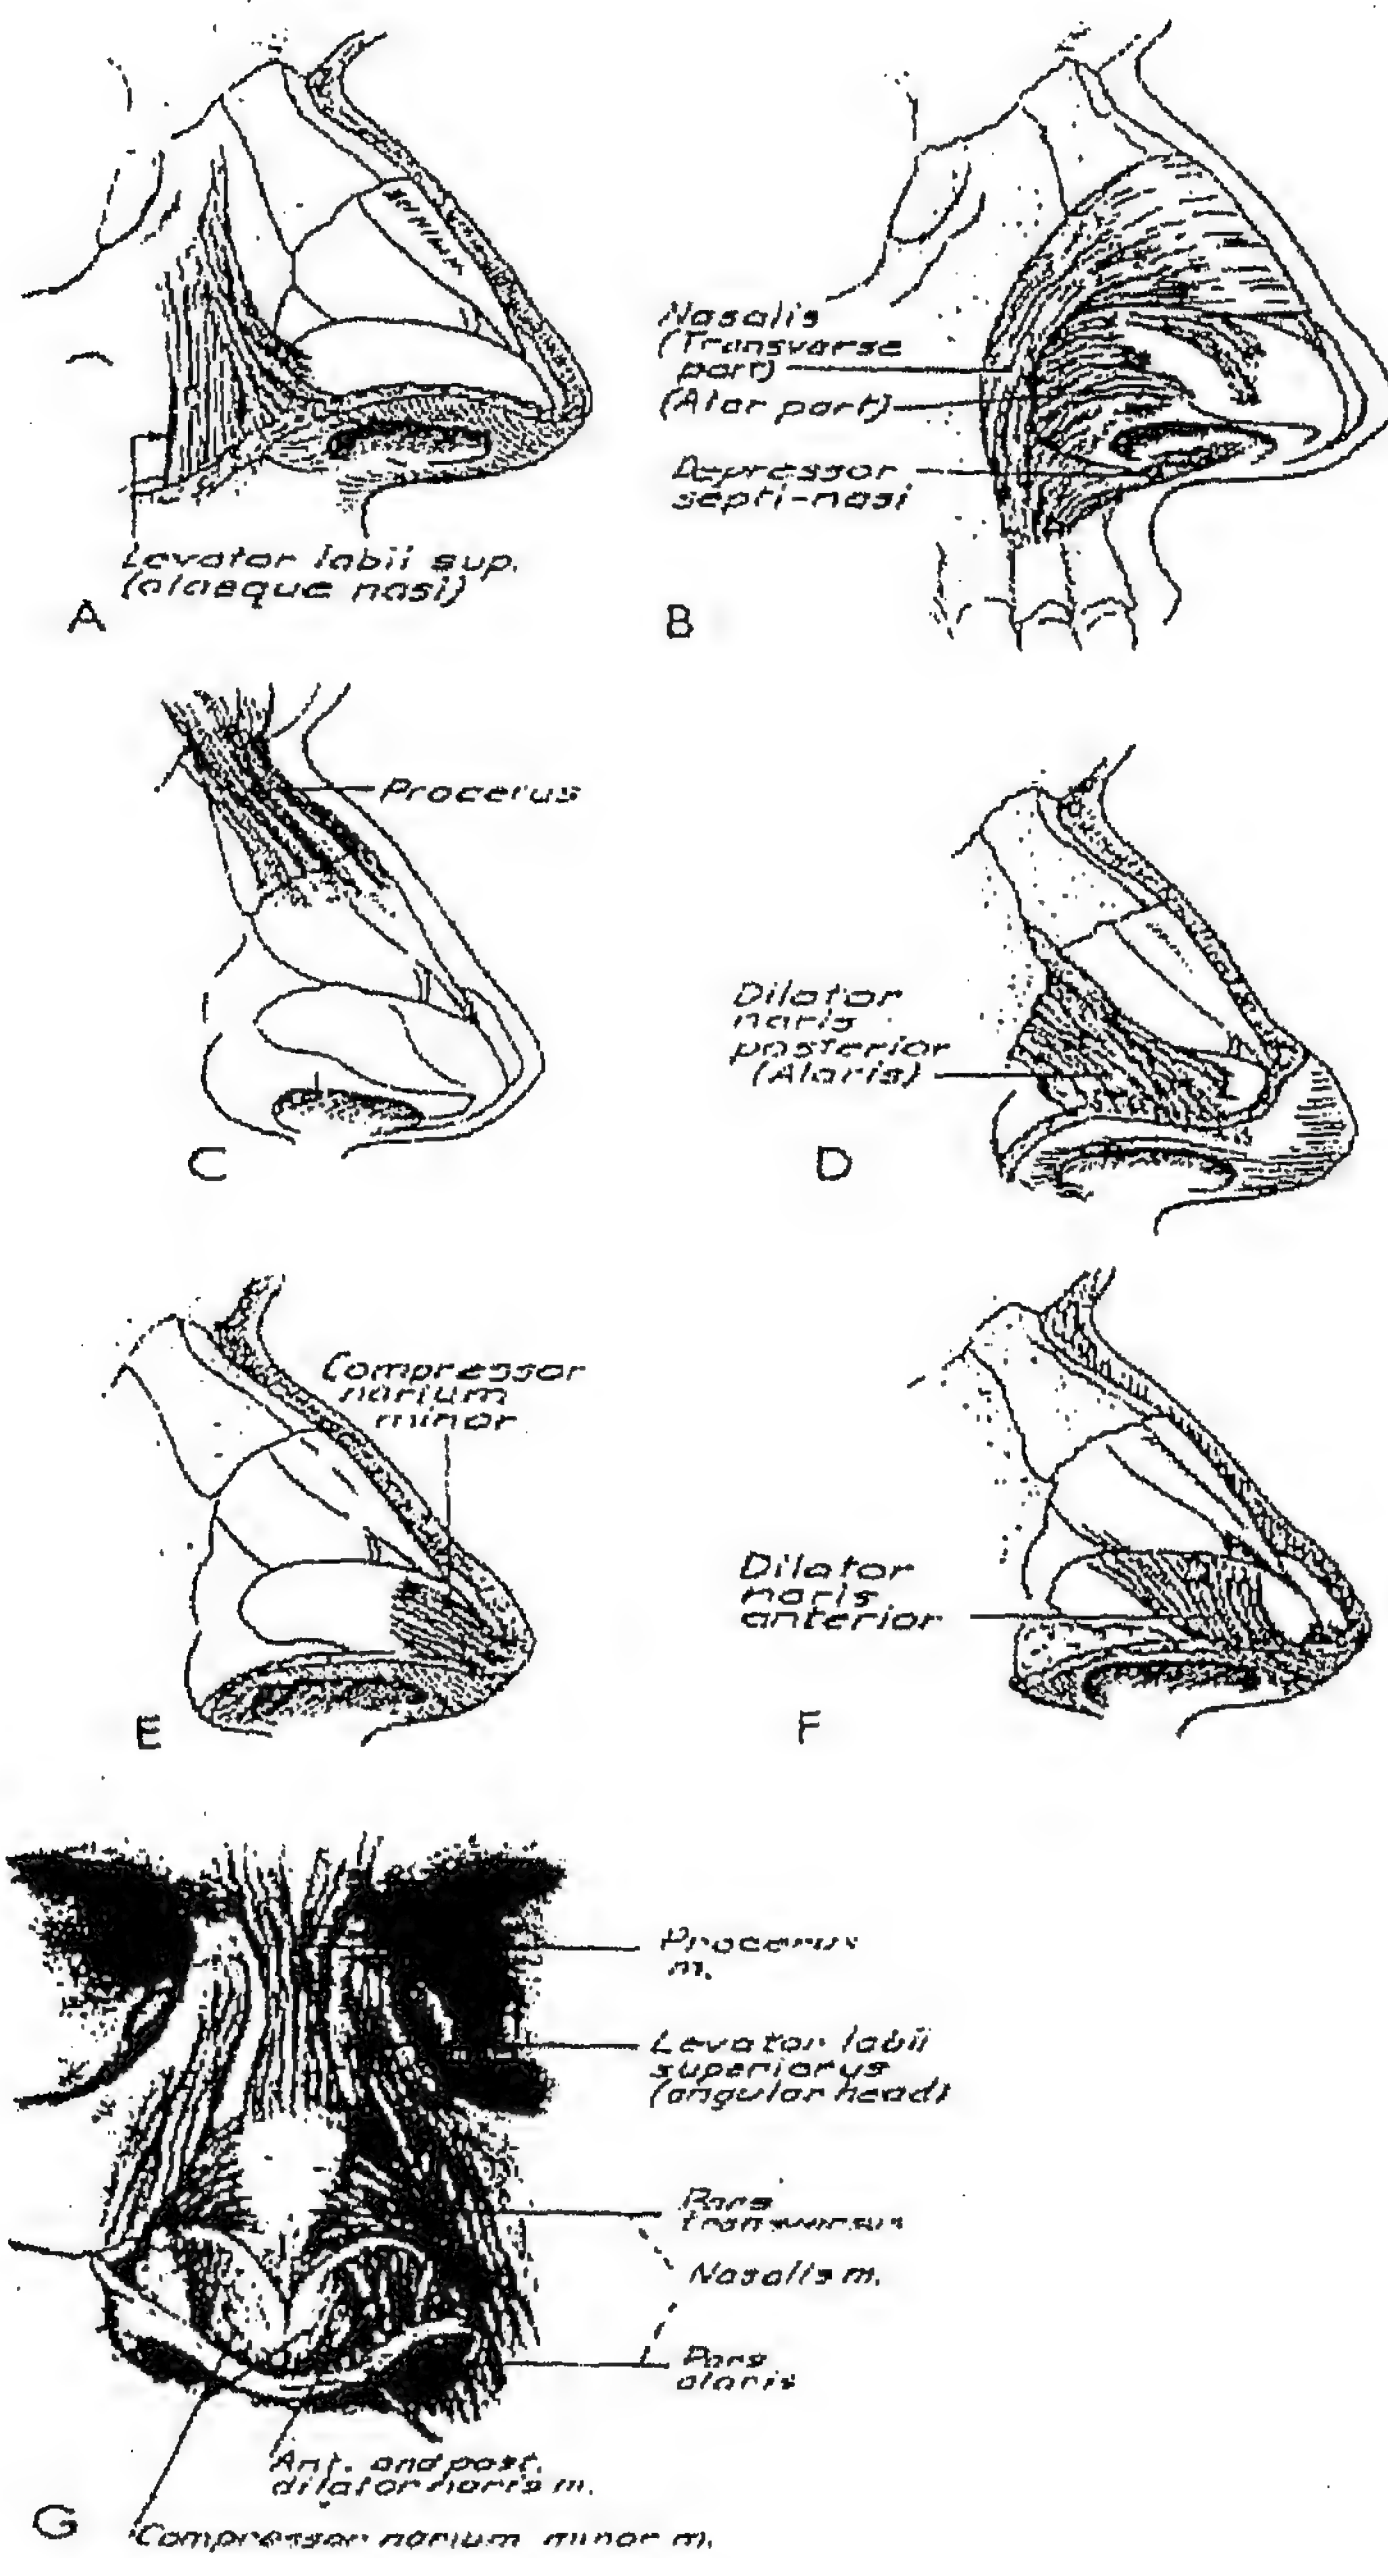 Levator labii sup.
(alaeque nasi)
A
Nasalis
(Transverse
part)
(Alar part)
Depressor
septi-nasi
B
Procerus
C
Dilator
naris
posterior
(Alaris)
D
Compressor
narium
minor
E
Dilator
naris
anterior
F
Procerus
m.
Levator labii
superiorus
(angular head)
Pars
transversus
Nasalis m.
Pars
alaris
Ant. and post.
dilator naris m.
G
Compressor narium minor m.